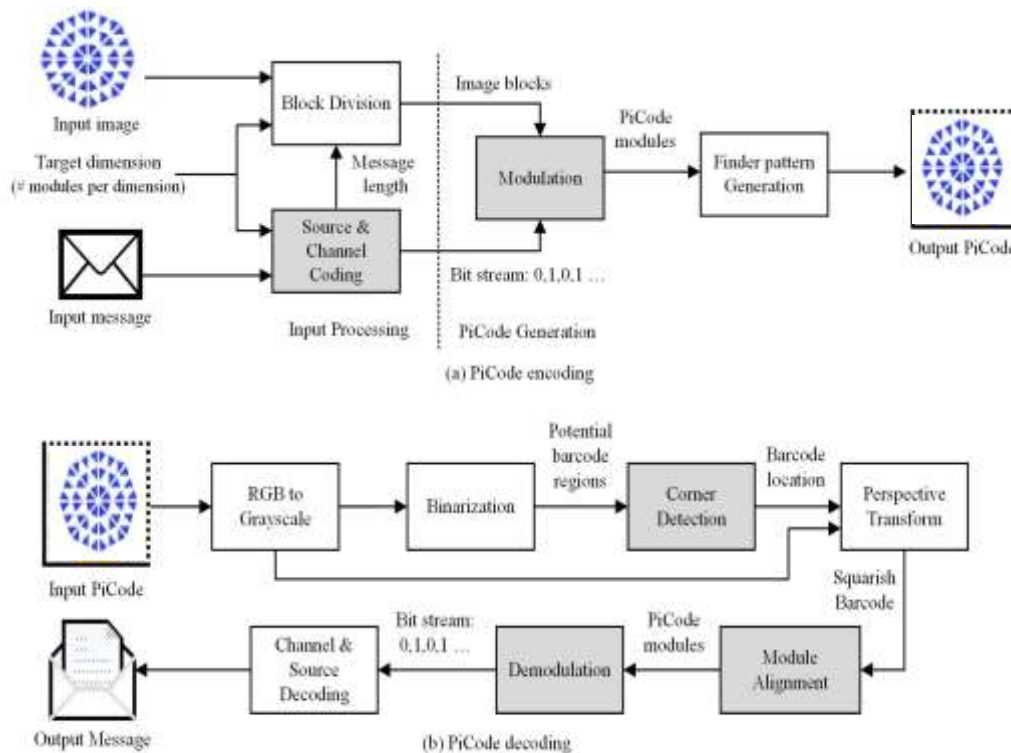 Input image
Block Division
Image blocks
Target dimension
(# modules per dimension)
Message
length
PiCode
modules
Modulation
Finder pattern
Generation
Output PiCode
Source &
Channel
Coding
Bit stream: 0,1,0,1 ...
Input message
Input Processing
PiCode Generation
(a) PiCode encoding
Input PiCode
RGB to
Grayscale
Binarization
Potential
barcode
regions
Corner
Detection
Barcode
location
Perspective
Transform
Squarish
Barcode
Module
Alignment
PiCode
modules
Demodulation
Bit stream:
0,1,0,1 ...
Channel &
Source
Decoding
Output Message
(b) PiCode decoding